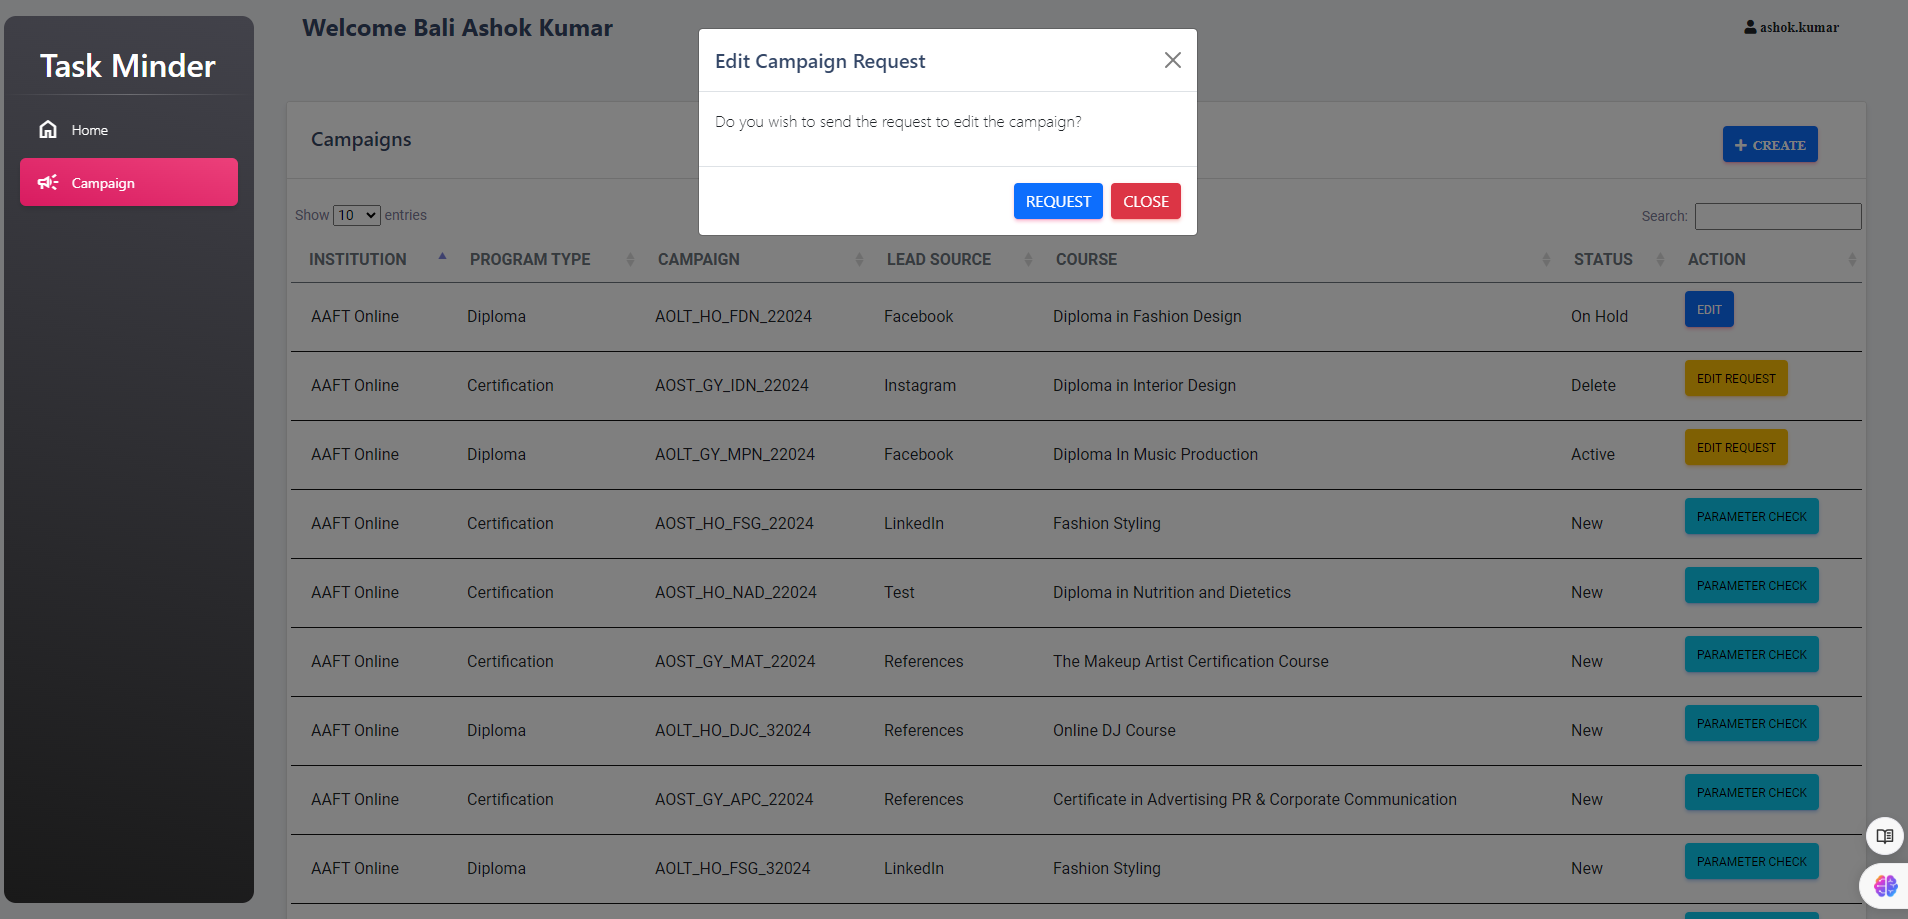 Task Minder
Home
Campaign
Welcome Bali Ashok Kumar
ashok.kumar
Edit Campaign Request
Do you wish to send the request to edit the campaign?
REQUEST CLOSE
Campaigns
CREATE
Show 10 entries
Search:
INSTITUTION PROGRAM TYPE CAMPAIGN LEAD SOURCE COURSE STATUS ACTION
AAFT Online Diploma AOLT_HO_FDN_22024 Facebook Diploma in Fashion Design On Hold EDIT
AAFT Online Certification AOST_GY_IDN_22024 Instagram Diploma in Interior Design Delete EDIT REQUEST
AAFT Online Diploma AOLT_GY_MPN_22024 Facebook Diploma In Music Production Active EDIT REQUEST
AAFT Online Certification AOST_HO_FSG_22024 LinkedIn Fashion Styling New PARAMETER CHECK
AAFT Online Certification AOST_HO_NAD_22024 Test Diploma in Nutrition and Dietetics New PARAMETER CHECK
AAFT Online Certification AOST_GY_MAT_22024 References The Makeup Artist Certification Course New PARAMETER CHECK
AAFT Online Diploma AOLT_HO_DJC_32024 References Online DJ Course New PARAMETER CHECK
AAFT Online Certification AOST_GY_APC_22024 References Certificate in Advertising PR & Corporate Communication New PARAMETER CHECK
AAFT Online Diploma AOLT_HO_FSG_32024 LinkedIn Fashion Styling New PARAMETER CHECK